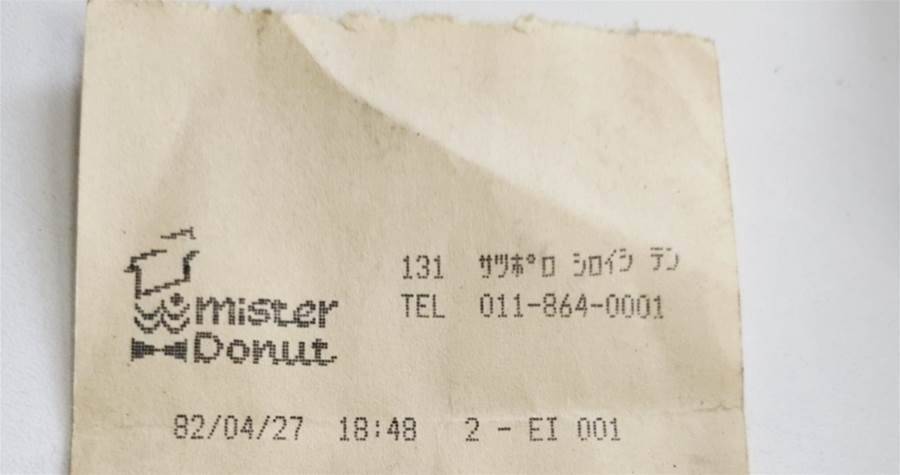 131 ｻﾂﾎﾟﾛ ｼﾛｲｼ ﾃﾝ
TEL 011-864-0001
mister
Donut
82/04/27 18:48 2 - EI 001